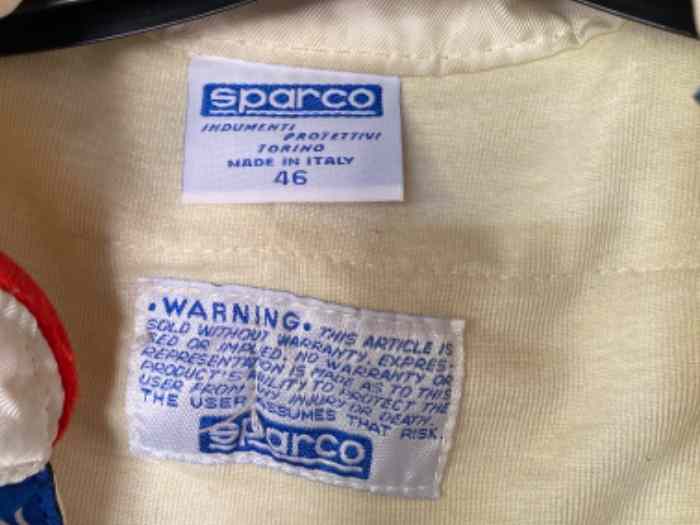 sparco
INDUMENTI
PROTETTIVI
TORINO
MADE IN ITALY
46
• WARNING • THIS ARTICLE IS
SOLD WITHOUT WARRANTY, EXPRES-
SED OR IMPLIED. NO WARRANTY OR
REPRESENTATION IS MADE AS TO THIS
PRODUCT'S ABILITY TO PROTECT THE
USER FROM ANY INJURY OR DEATH.
THE USER ASSUMES THAT RISK.
sparco